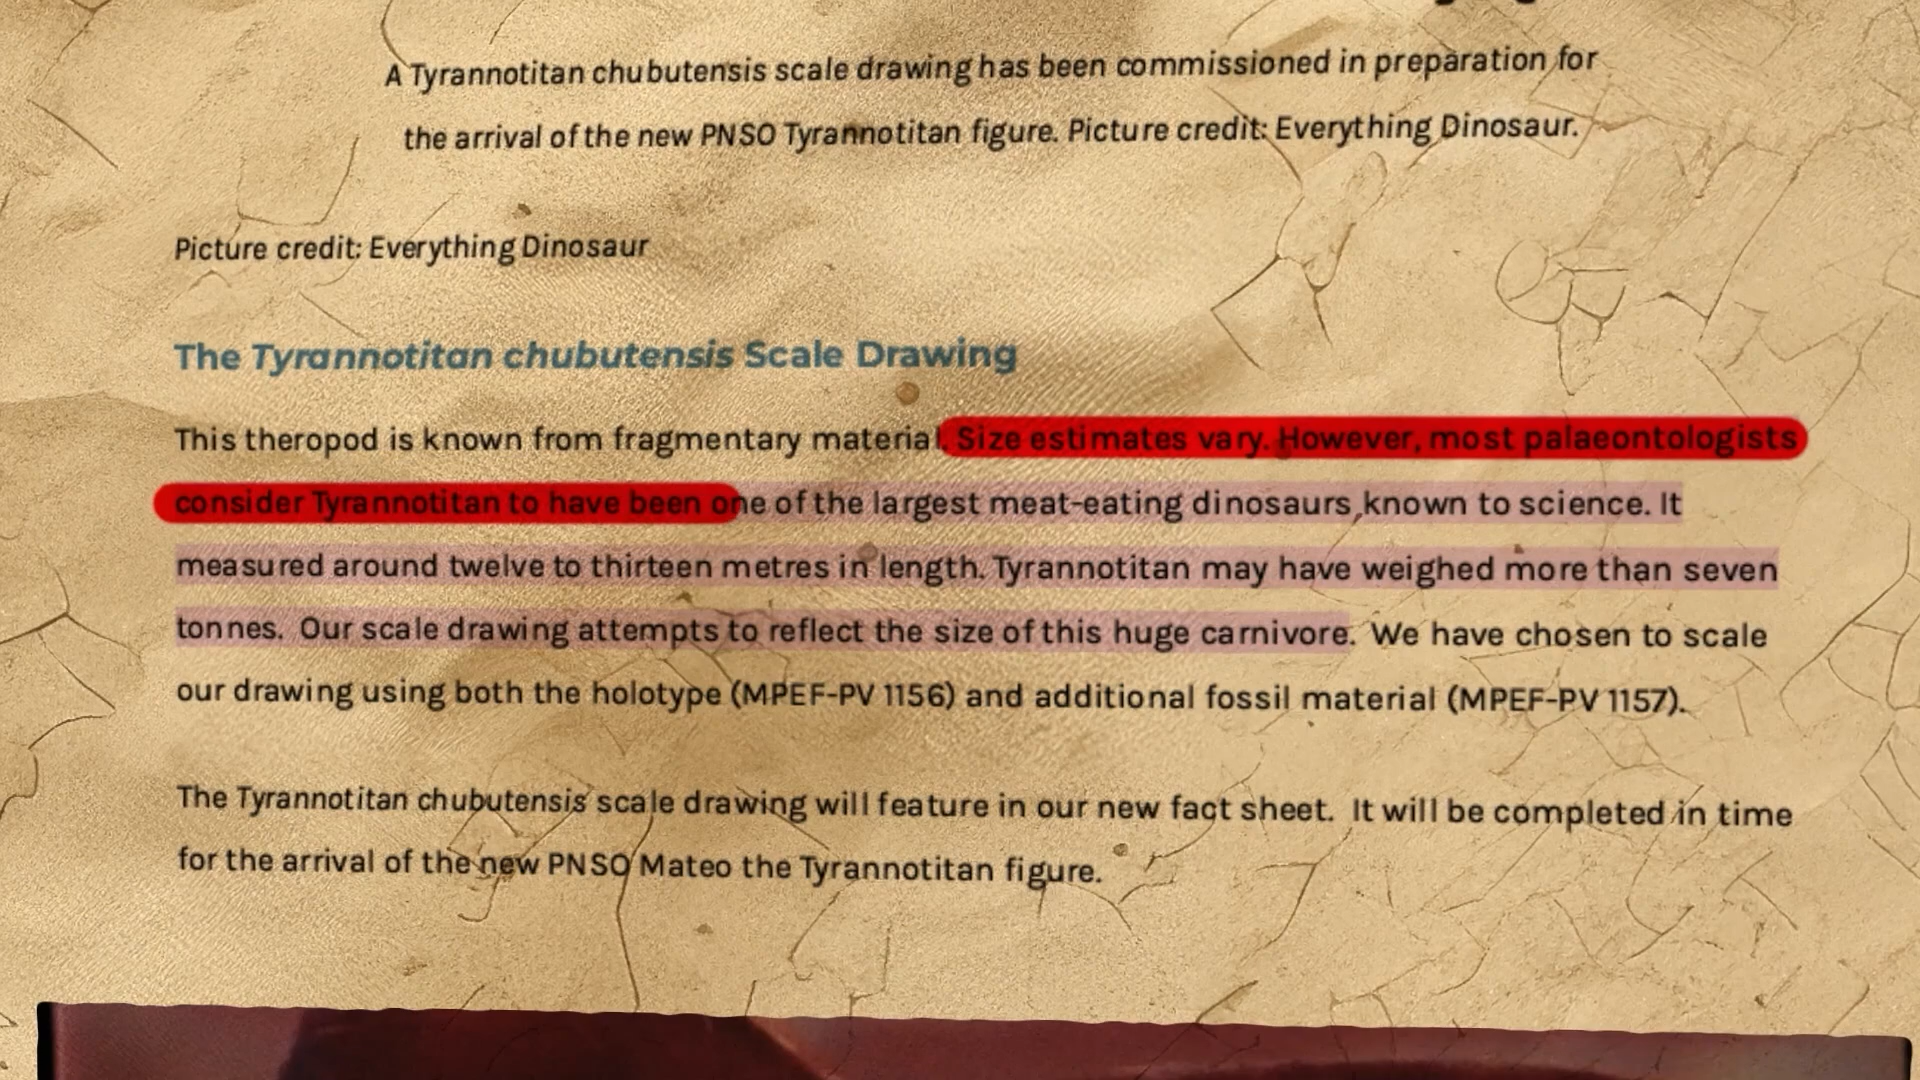 A Tyrannotitan chubutensis scale drawing has been commissioned in preparation for
the arrival of the new PNSO Tyrannotitan figure. Picture credit: Everything Dinosaur.
Picture credit: Everything Dinosaur
The Tyrannotitan chubutensis Scale Drawing
This theropod is known from fragmentary material. Size estimates vary. However, most palaeontologists
consider Tyrannotitan to have been one of the largest meat-eating dinosaurs known to science. It
measured around twelve to thirteen metres in length. Tyrannotitan may have weighed more than seven
tonnes. Our scale drawing attempts to reflect the size of this huge carnivore. We have chosen to scale
our drawing using both the holotype (MPEF-PV 1156) and additional fossil material (MPEF-PV 1157).
The Tyrannotitan chubutensis scale drawing will feature in our new fact sheet. It will be completed in time
for the arrival of the new PNSO Mateo the Tyrannotitan figure.